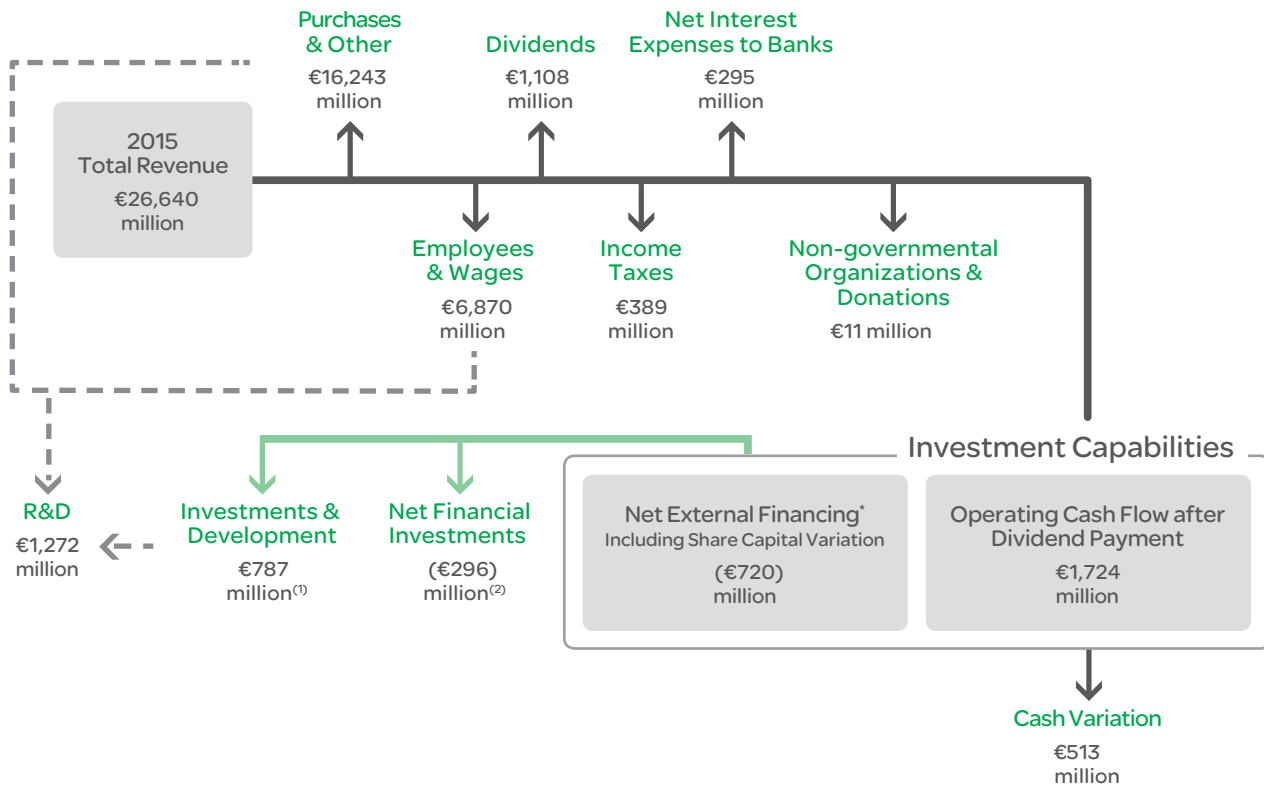 Purchases
& Other
€16,243
million
Dividends
€1,108
million
Net Interest
Expenses to Banks
€295
million
2015
Total Revenue
€26,640
million
Employees
& Wages
€6,870
million
Income
Taxes
€389
million
Non-governmental
Organizations &
Donations
€11 million
Investment Capabilities
R&D
€1,272
million
Investments &
Development
€787
million(1)
Net Financial
Investments
(€296)
million(2)
Net External Financing*
Including Share Capital Variation
(€720)
million
Operating Cash Flow after
Dividend Payment
€1,724
million
Cash Variation
€513
million